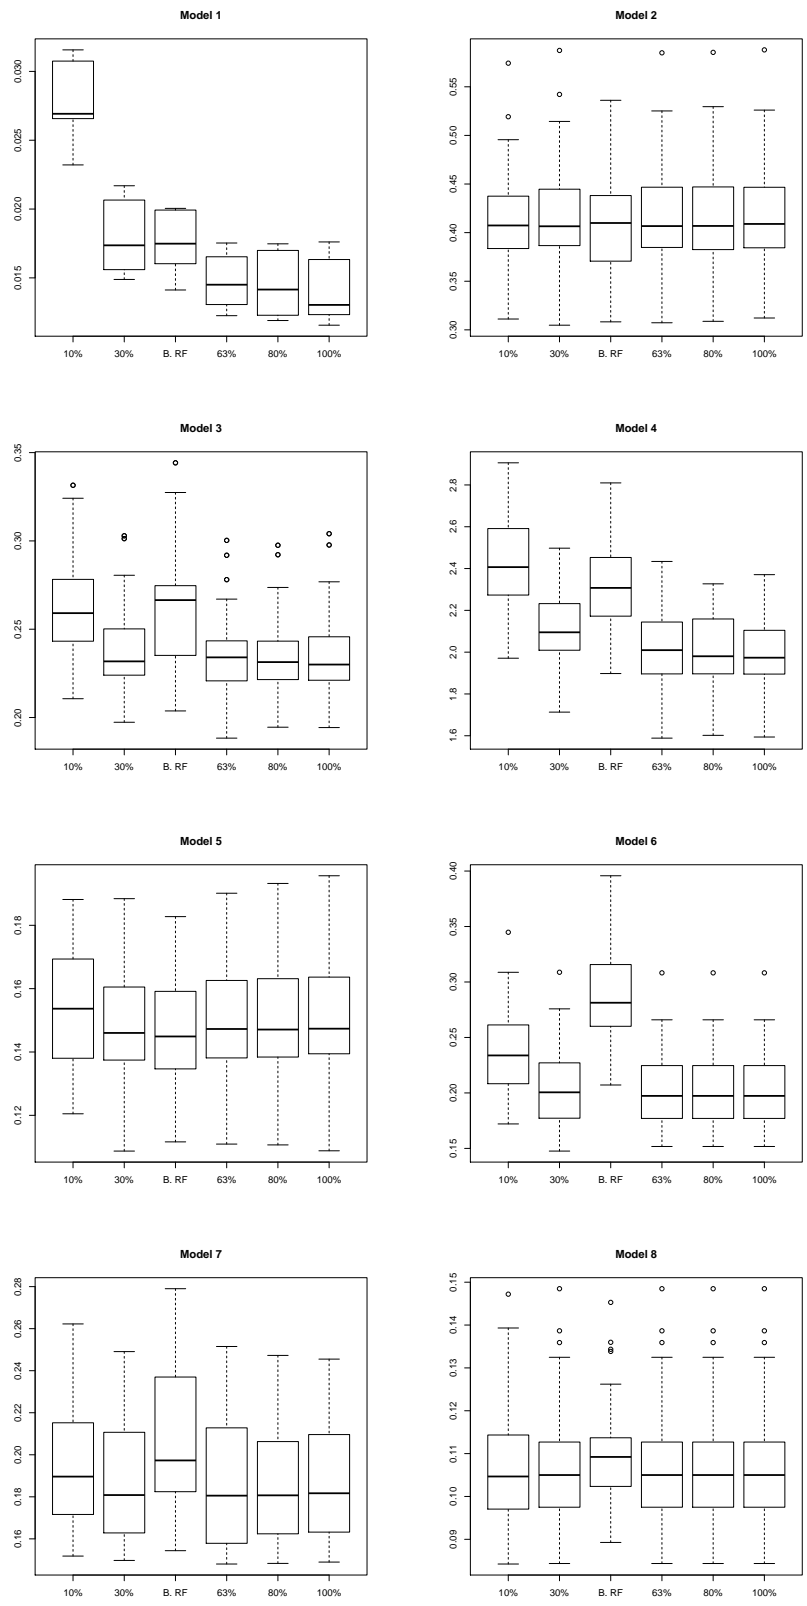 Model 1
0.030
0.025
0.020
0.015
10% 30% B. RF 63% 80% 100%
Model 2
0.55
0.50
0.45
0.40
0.35
0.30
10% 30% B. RF 63% 80% 100%
Model 3
0.35
0.30
0.25
0.20
10% 30% B. RF 63% 80% 100%
Model 4
2.8
2.6
2.4
2.2
2.0
1.8
1.6
10% 30% B. RF 63% 80% 100%
Model 5
0.18
0.16
0.14
0.12
10% 30% B. RF 63% 80% 100%
Model 6
0.40
0.35
0.30
0.25
0.20
0.15
10% 30% B. RF 63% 80% 100%
Model 7
0.28
0.26
0.24
0.22
0.20
0.18
0.16
10% 30% B. RF 63% 80% 100%
Model 8
0.15
0.14
0.13
0.12
0.11
0.10
0.09
10% 30% B. RF 63% 80% 100%